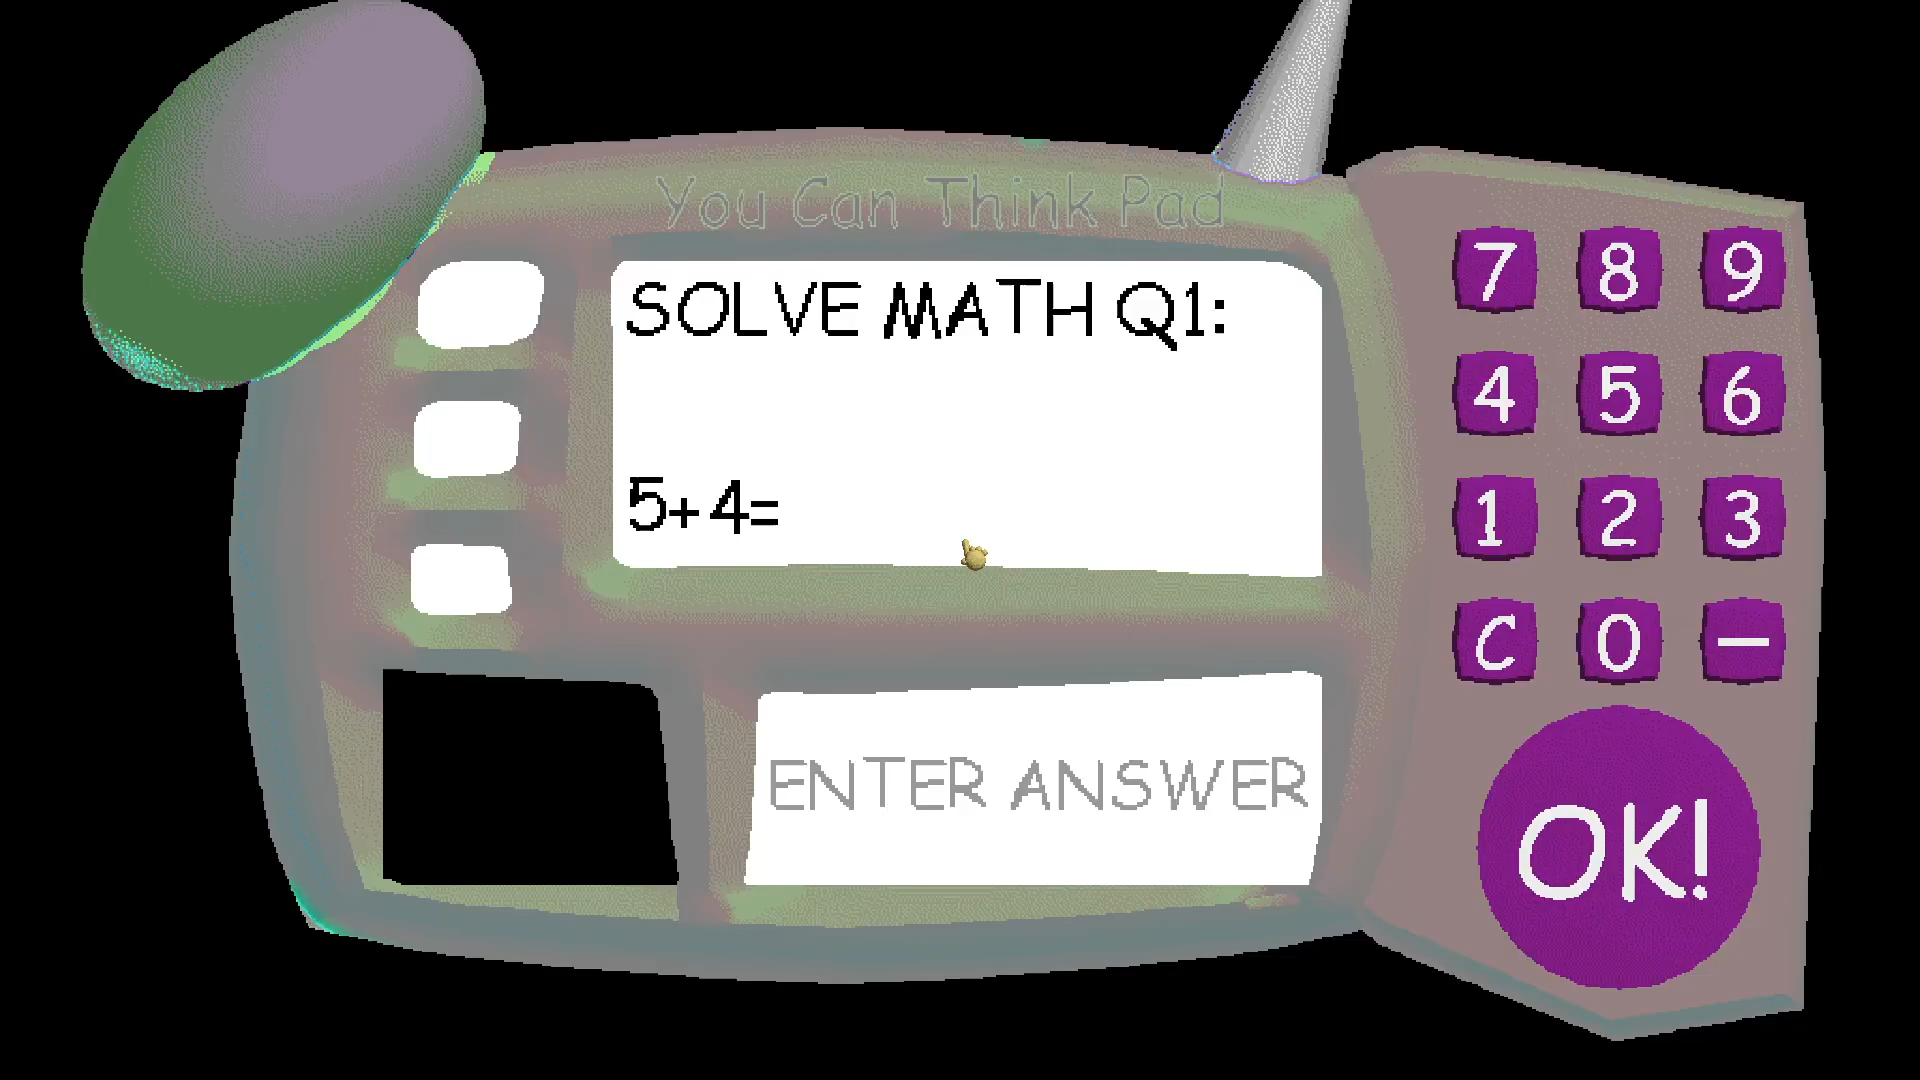 You Can Think Pad
SOLVE MATH Q1:
5+4=
ENTER ANSWER
7 8 9
4 5 6
1 2 3
C 0 –
OK!